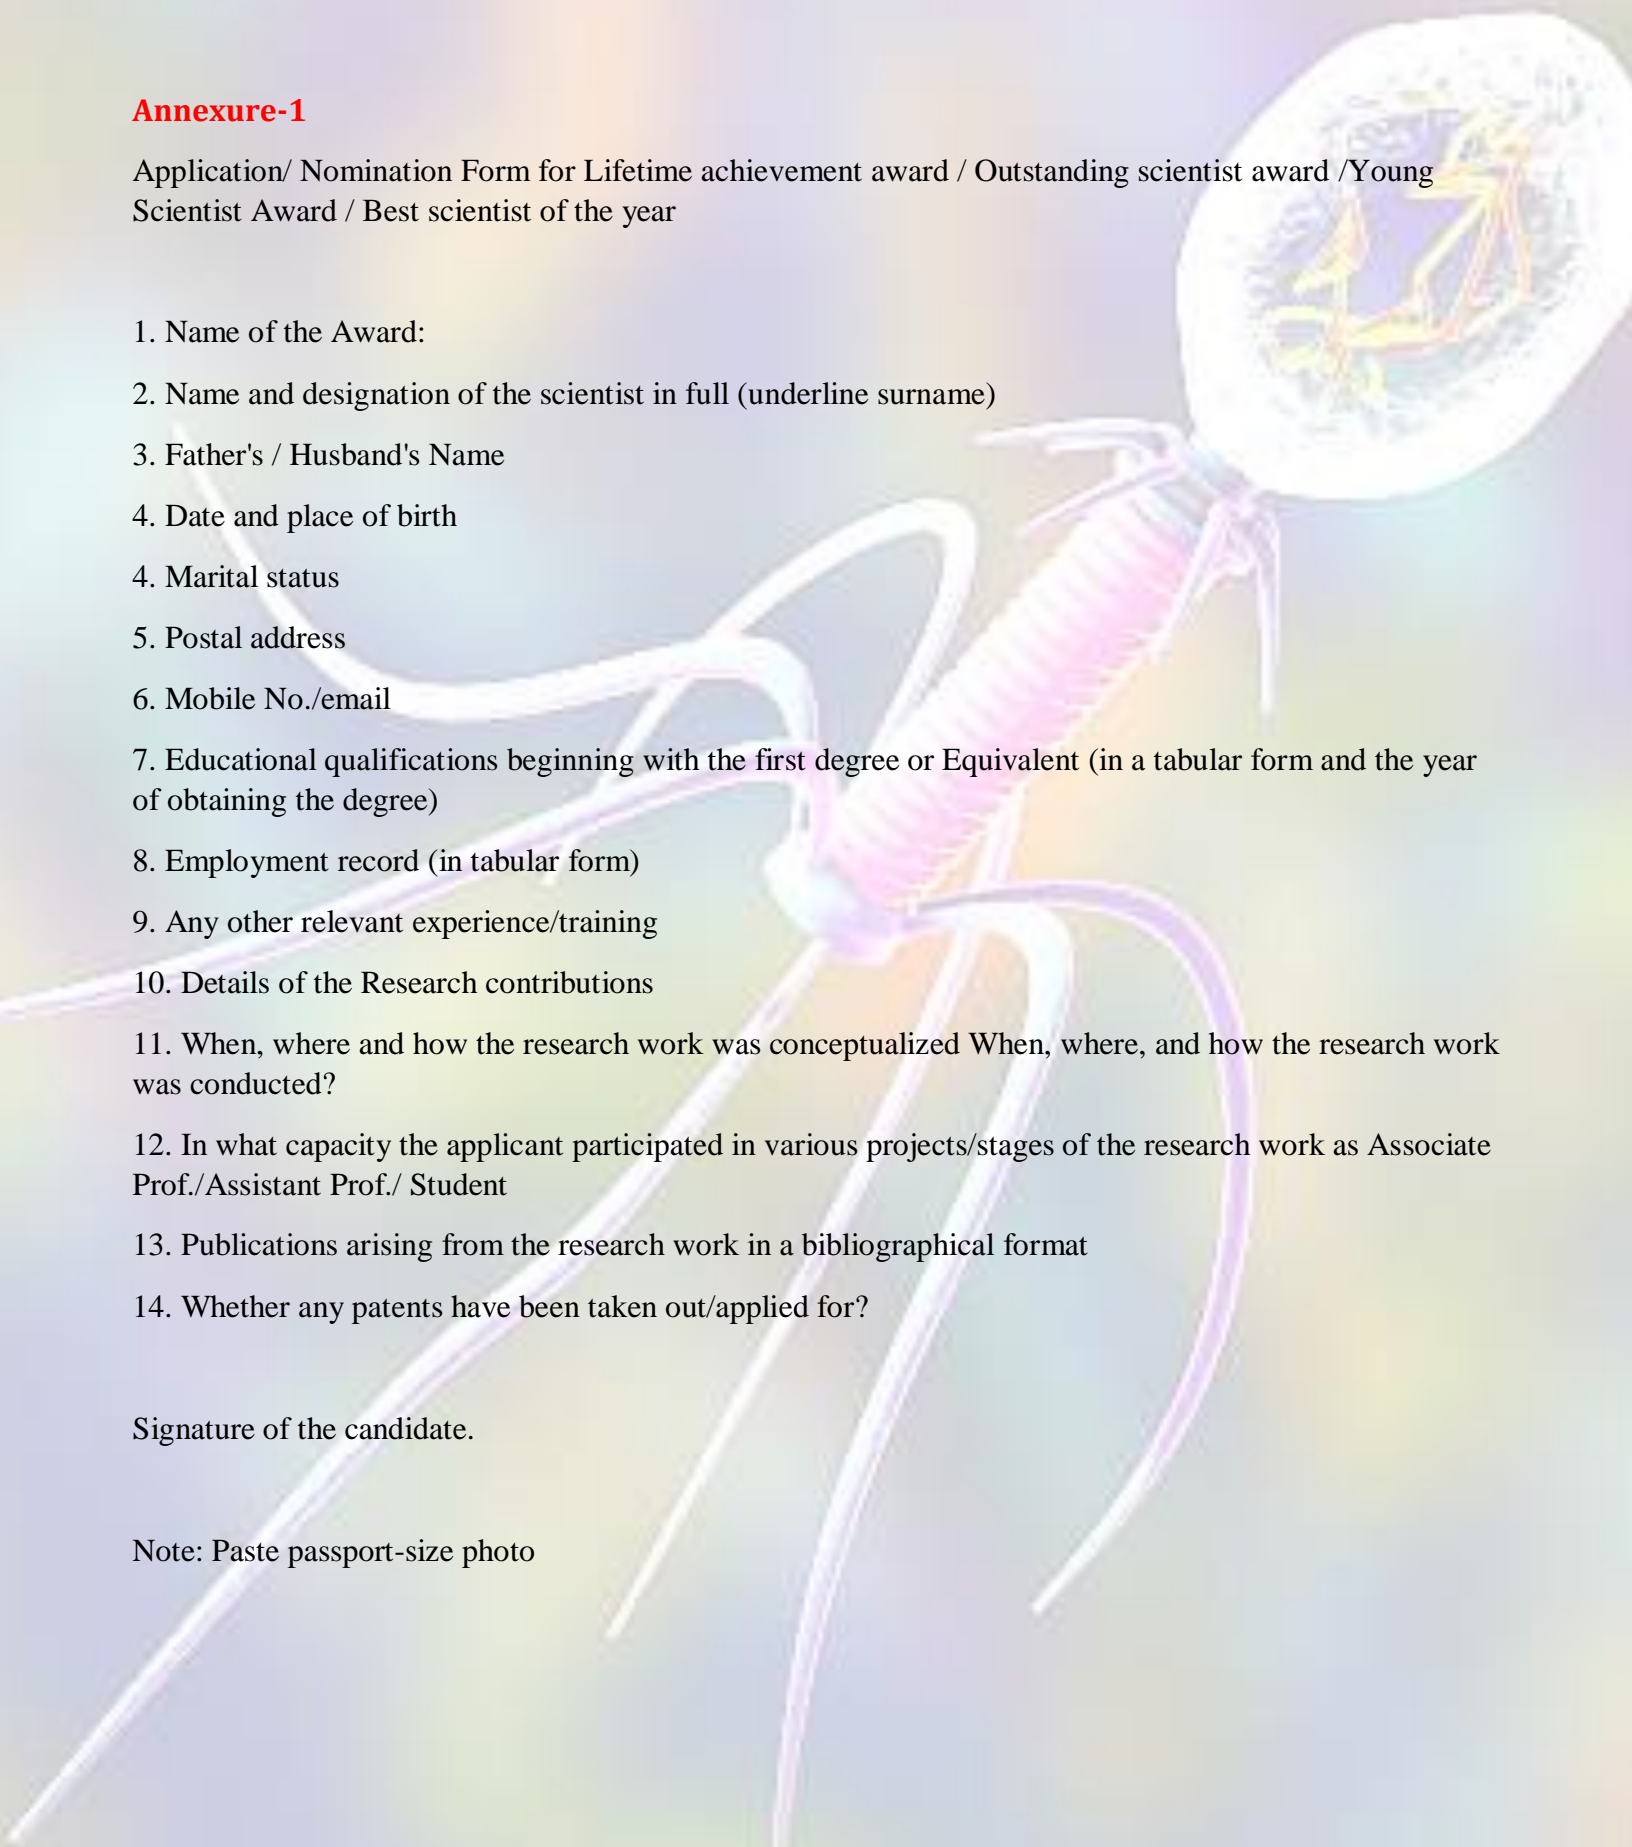 Annexure-1
Application/ Nomination Form for Lifetime achievement award / Outstanding scientist award /Young
Scientist Award / Best scientist of the year
1. Name of the Award:
2. Name and designation of the scientist in full (underline surname)
3. Father's / Husband's Name
4. Date and place of birth
4. Marital status
5. Postal address
6. Mobile No./email
7. Educational qualifications beginning with the first degree or Equivalent (in a tabular form and the year
of obtaining the degree)
8. Employment record (in tabular form)
9. Any other relevant experience/training
10. Details of the Research contributions
11. When, where and how the research work was conceptualized When, where, and how the research work
was conducted?
12. In what capacity the applicant participated in various projects/stages of the research work as Associate
Prof./Assistant Prof./ Student
13. Publications arising from the research work in a bibliographical format
14. Whether any patents have been taken out/applied for?
Signature of the candidate.
Note: Paste passport-size photo